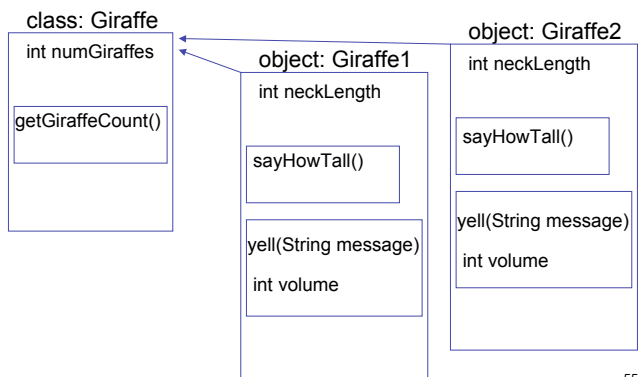 class: Giraffe
int numGiraffes
getGiraffeCount()
object: Giraffe1
int neckLength
sayHowTall()
yell(String message)
int volume
object: Giraffe2
int neckLength
sayHowTall()
yell(String message)
int volume
55